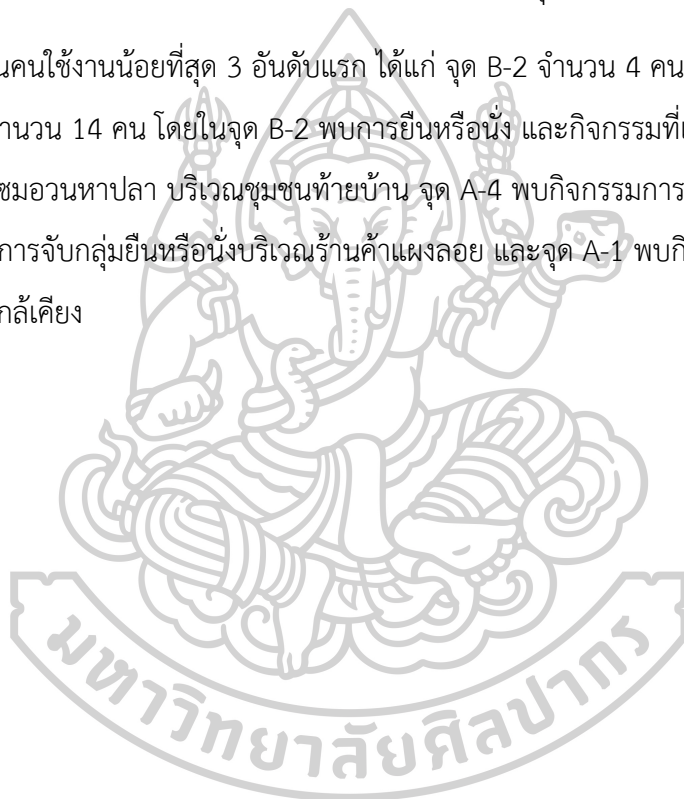 นคนใช้งานน้อยที่สุด 3 อันดับแรก ได้แก่ จุด B-2 จำนวน 4 คน
ำนวน 14 คน โดยในจุด B-2 พบการยืนหรือนั่ง และกิจกรรมที่เ
ซมอวนหาปลา บริเวณชุมชนท้ายบ้าน จุด A-4 พบกิจกรรมการ
การจับกลุ่มยืนหรือนั่งบริเวณร้านค้าแผงลอย และจุด A-1 พบกิ
กล้เคียง
มหาวิทยาลัยศิลปากร